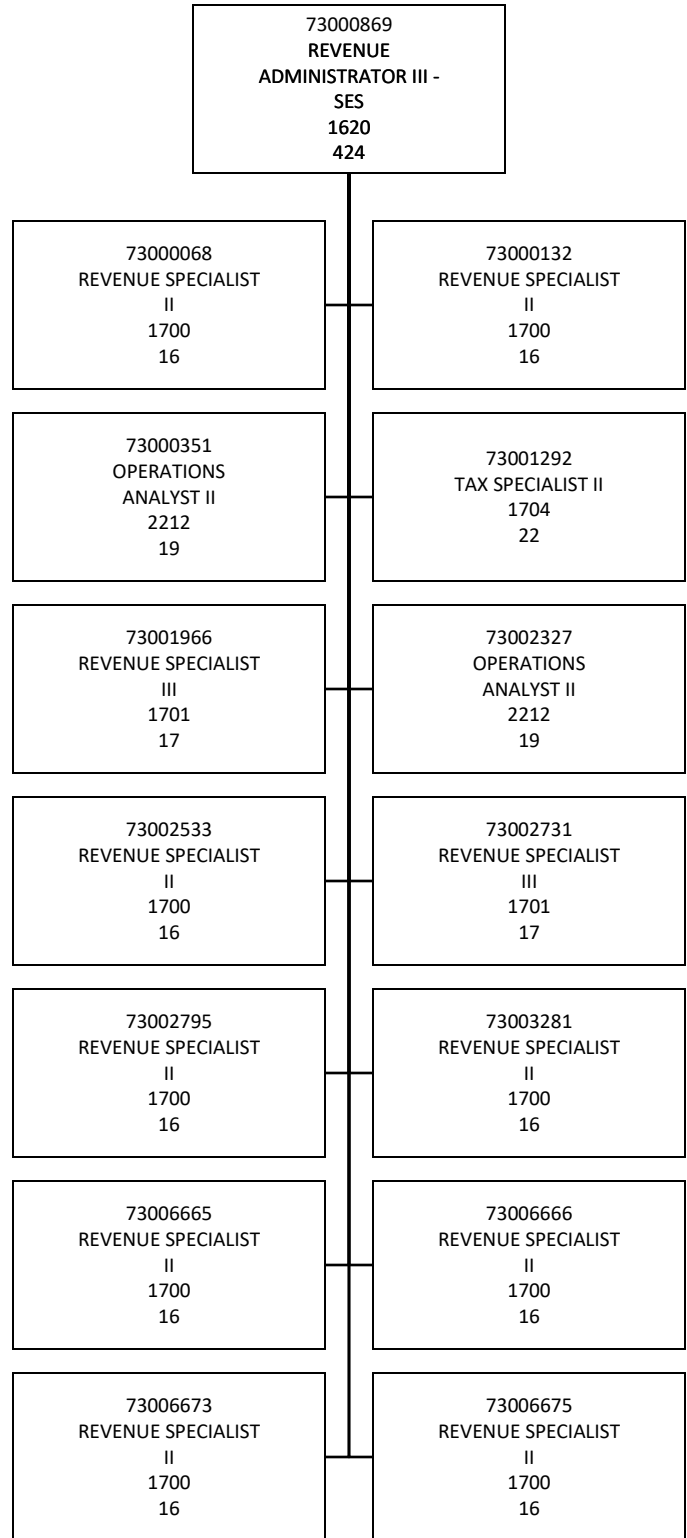 73000869
REVENUE
ADMINISTRATOR III -
SES
1620
424
73000068
REVENUE SPECIALIST
II
1700
16
73000132
REVENUE SPECIALIST
II
1700
16
73000351
OPERATIONS
ANALYST II
2212
19
73001292
TAX SPECIALIST II
1704
22
73001966
REVENUE SPECIALIST
III
1701
17
73002327
OPERATIONS
ANALYST II
2212
19
73002533
REVENUE SPECIALIST
II
1700
16
73002731
REVENUE SPECIALIST
III
1701
17
73002795
REVENUE SPECIALIST
II
1700
16
73003281
REVENUE SPECIALIST
II
1700
16
73006665
REVENUE SPECIALIST
II
1700
16
73006666
REVENUE SPECIALIST
II
1700
16
73006673
REVENUE SPECIALIST
II
1700
16
73006675
REVENUE SPECIALIST
II
1700
16